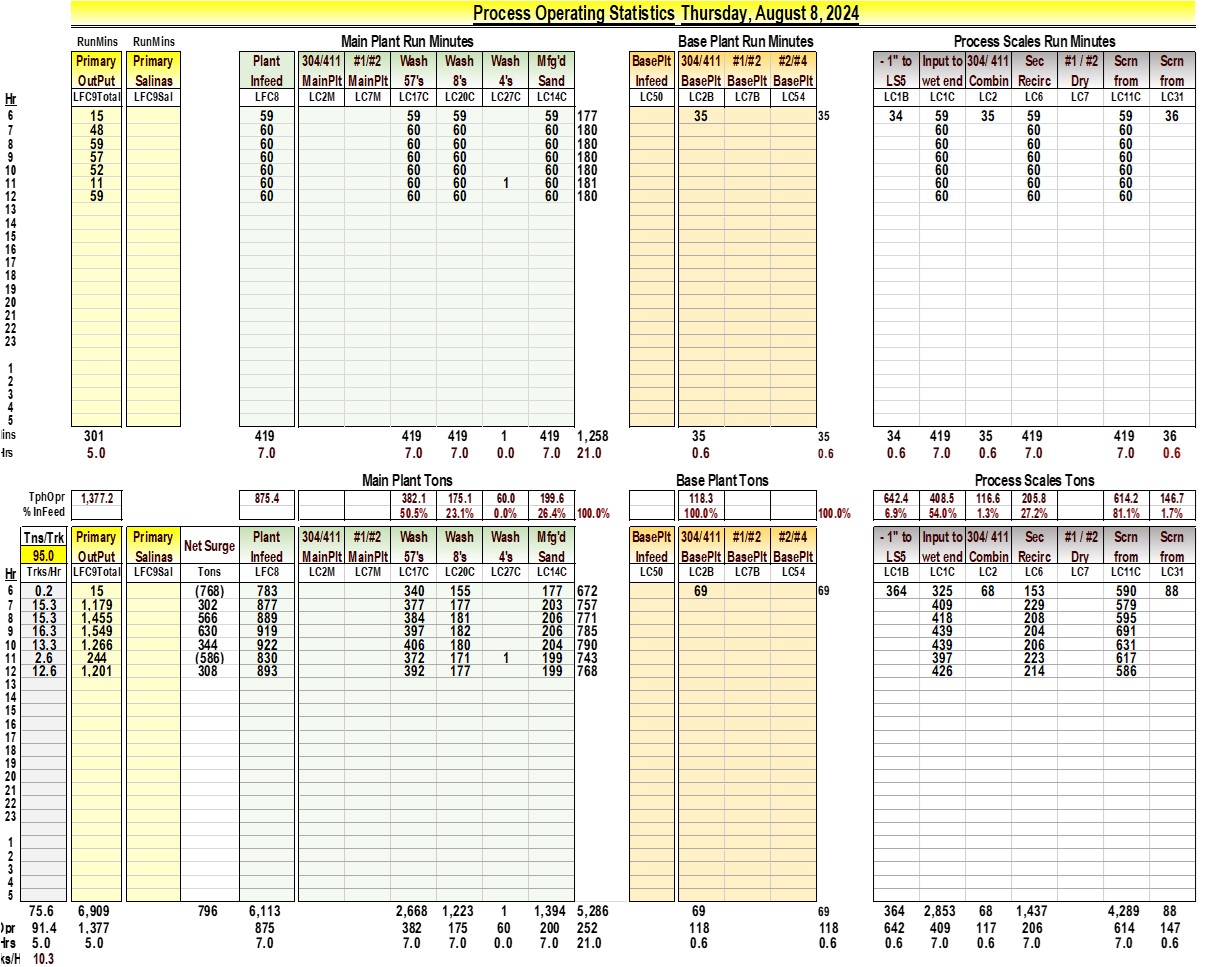 Process Operating Statistics Thursday, August 8, 2024
RunMins RunMins Main Plant Run Minutes Base Plant Run Minutes Process Scales Run Minutes
Primary Primary Plant 304/411 #1/#2 Wash Wash Wash Mfg'd BasePlt 304/411 #1/#2 #2/#4 - 1" to Input to 304/ 411 Sec #1 / #2 Scrn Scrn
OutPut Salinas Infeed MainPlt MainPlt 57's 8's 4's Sand Infeed BasePlt BasePlt BasePlt LS5 wet end Combin Recirc Dry from from
Hr LFC9Total LFC9Sal LFC8 LC2M LC7M LC17C LC20C LC27C LC14C LC50 LC2B LC7B LC54 LC1B LC1C LC2 LC6 LC7 LC11C LC31
6 15 59 59 59 59 177 35 35 34 59 35 59 59 36
7 48 60 60 60 60 180 60 60 60
8 59 60 60 60 60 180 60 60 60
9 57 60 60 60 60 180 60 60 60
10 52 60 60 60 60 180 60 60 60
11 11 60 60 60 1 60 181 60 60 60
12 59 60 60 60 60 180 60 60 60
13
14
15
16
17
18
19
20
21
22
23
1
2
3
4
5
ins 301 419 419 419 1 419 1,258 35 35 34 419 35 419 419 36
Hrs 5.0 7.0 7.0 7.0 0.0 7.0 21.0 0.6 0.6 0.6 7.0 0.6 7.0 7.0 0.6
Main Plant Tons Base Plant Tons Process Scales Tons
TphOpr 1,377.2 875.4 382.1 175.1 60.0 199.6 118.3 642.4 408.5 116.6 205.8 614.2 146.7
% InFeed 50.5% 23.1% 0.0% 26.4% 100.0% 100.0% 100.0% 6.9% 54.0% 1.3% 27.2% 81.1% 1.7%
Tns/Trk Primary Primary Net Surge Plant 304/411 #1/#2 Wash Wash Wash Mfg'd BasePlt 304/411 #1/#2 #2/#4 - 1" to Input to 304/ 411 Sec #1 / #2 Scrn Scrn
95.0 OutPut Salinas Infeed MainPlt MainPlt 57's 8's 4's Sand Infeed BasePlt BasePlt BasePlt LS5 wet end Combin Recirc Dry from from
Hr Trks/Hr LFC9Total LFC9Sal Tons LFC8 LC2M LC7M LC17C LC20C LC27C LC14C LC50 LC2B LC7B LC54 LC1B LC1C LC2 LC6 LC7 LC11C LC31
6 0.2 15 (768) 783 340 155 177 672 69 69 364 325 68 153 590 88
7 15.3 1,179 302 877 377 177 203 757 409 229 579
8 15.3 1,455 566 889 384 181 206 771 418 208 595
9 16.3 1,549 630 919 397 182 206 785 439 204 691
10 13.3 1,266 344 922 406 180 204 790 439 206 631
11 2.6 244 (586) 830 372 171 1 199 743 397 223 617
12 12.6 1,201 308 893 392 177 199 768 426 214 586
13
14
15
16
17
18
19
20
21
22
23
1
2
3
4
5
75.6 6,909 796 6,113 2,668 1,223 1 1,394 5,286 69 69 364 2,853 68 1,437 4,289 88
Opr 91.4 1,377 875 382 175 60 200 252 118 118 642 409 117 206 614 147
Hrs 5.0 5.0 7.0 7.0 7.0 0.0 7.0 21.0 0.6 0.6 0.6 7.0 0.6 7.0 7.0 0.6
ks/H 10.3